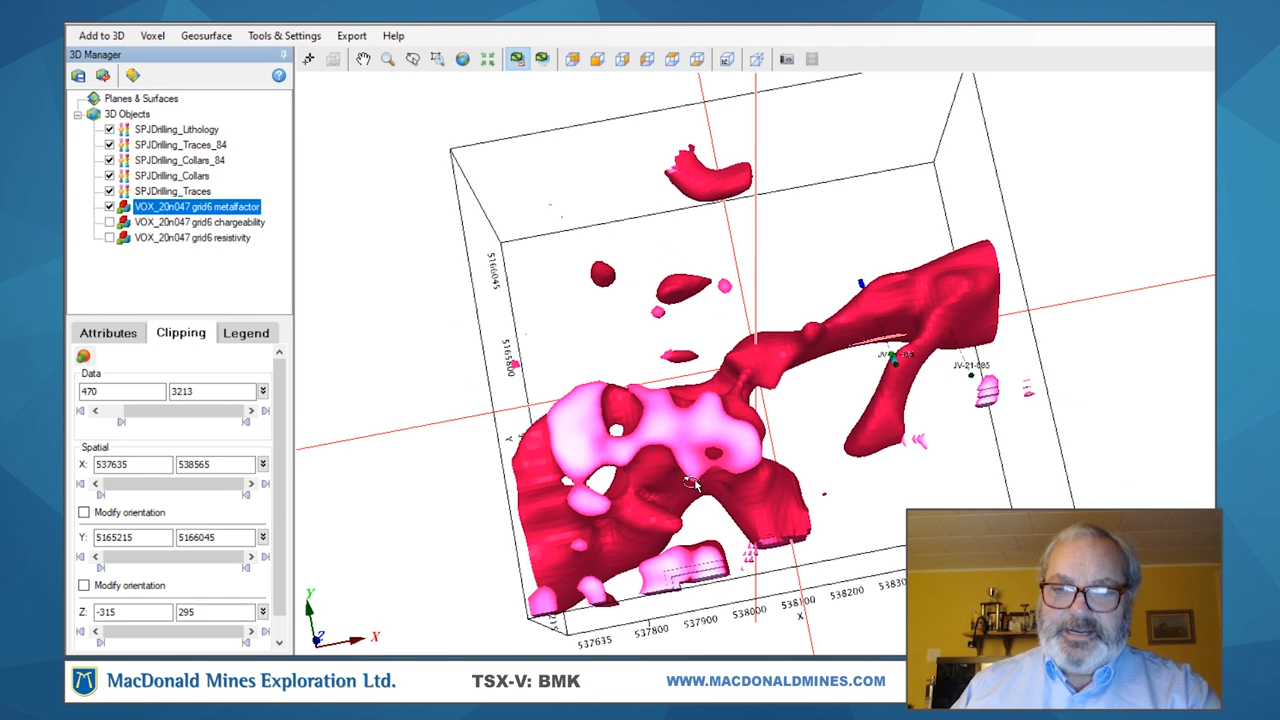 Add to 3D Voxel Geosurface Tools & Settings Export Help
3D Manager
Planes & Surfaces
3D Objects
SPJDrilling_Lithology
SPJDrilling_Traces_84
SPJDrilling_Collars_84
SPJDrilling_Collars
SPJDrilling_Traces
VOX_20n047 grid6 metalfactor
VOX_20n047 grid6 chargeability
VOX_20n047 grid6 resistivity
Attributes Clipping Legend
Data
470 3213
Spatial
X: 537635 538565
Modify orientation
Y: 5165215 5166045
Modify orientation
Z: -315 295
5166045
5165800
Y
JV-21-085
537635
537800
537900
538000
538100
538200
X
Y
Z
X
MacDonald Mines Exploration Ltd. TSX-V: BMK WWW.MACDONALDMINES.COM